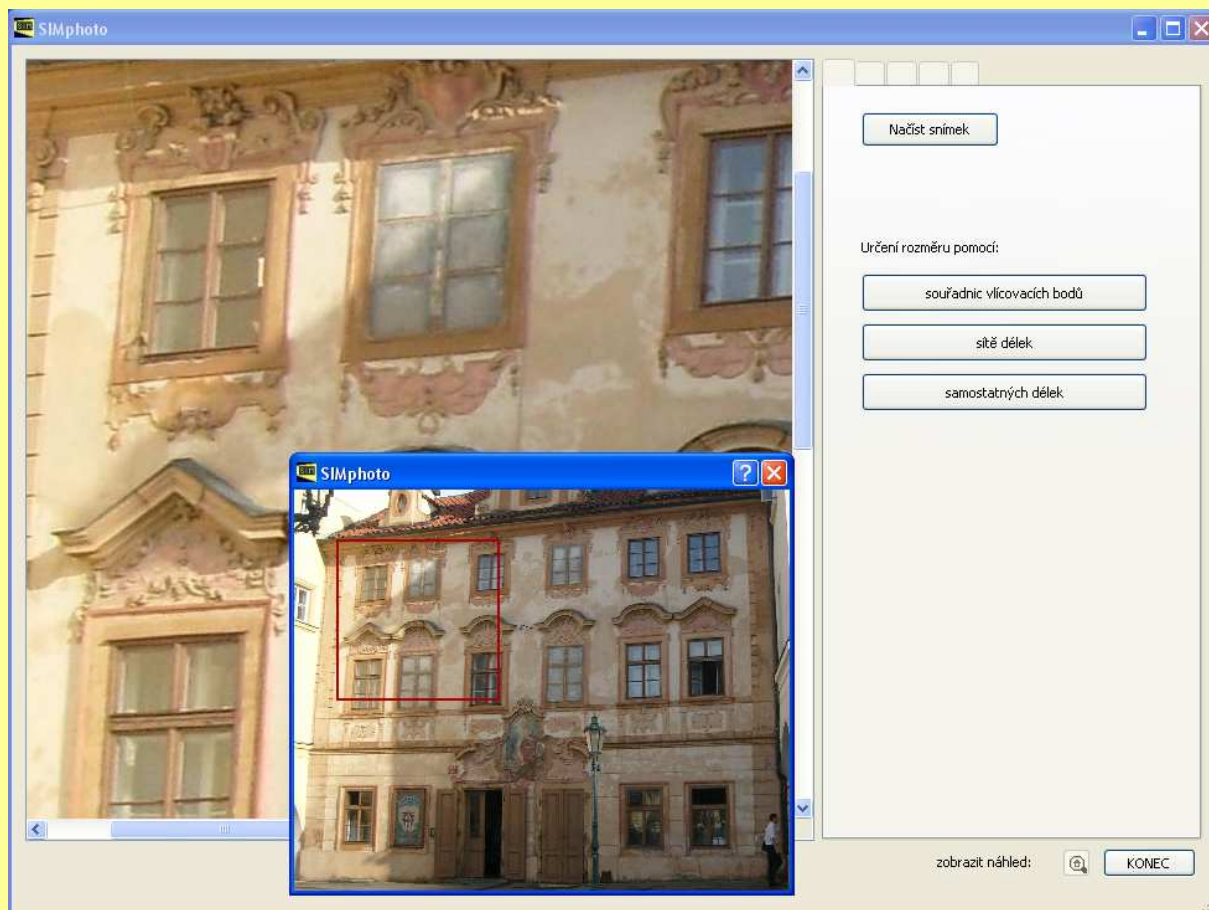 SIMphoto
Načíst snímek
Určení rozměru pomocí:
souřadnic vlícovacích bodů
sítě délek
samostatných délek
SIMphoto
zobrazit náhled:
KONEC